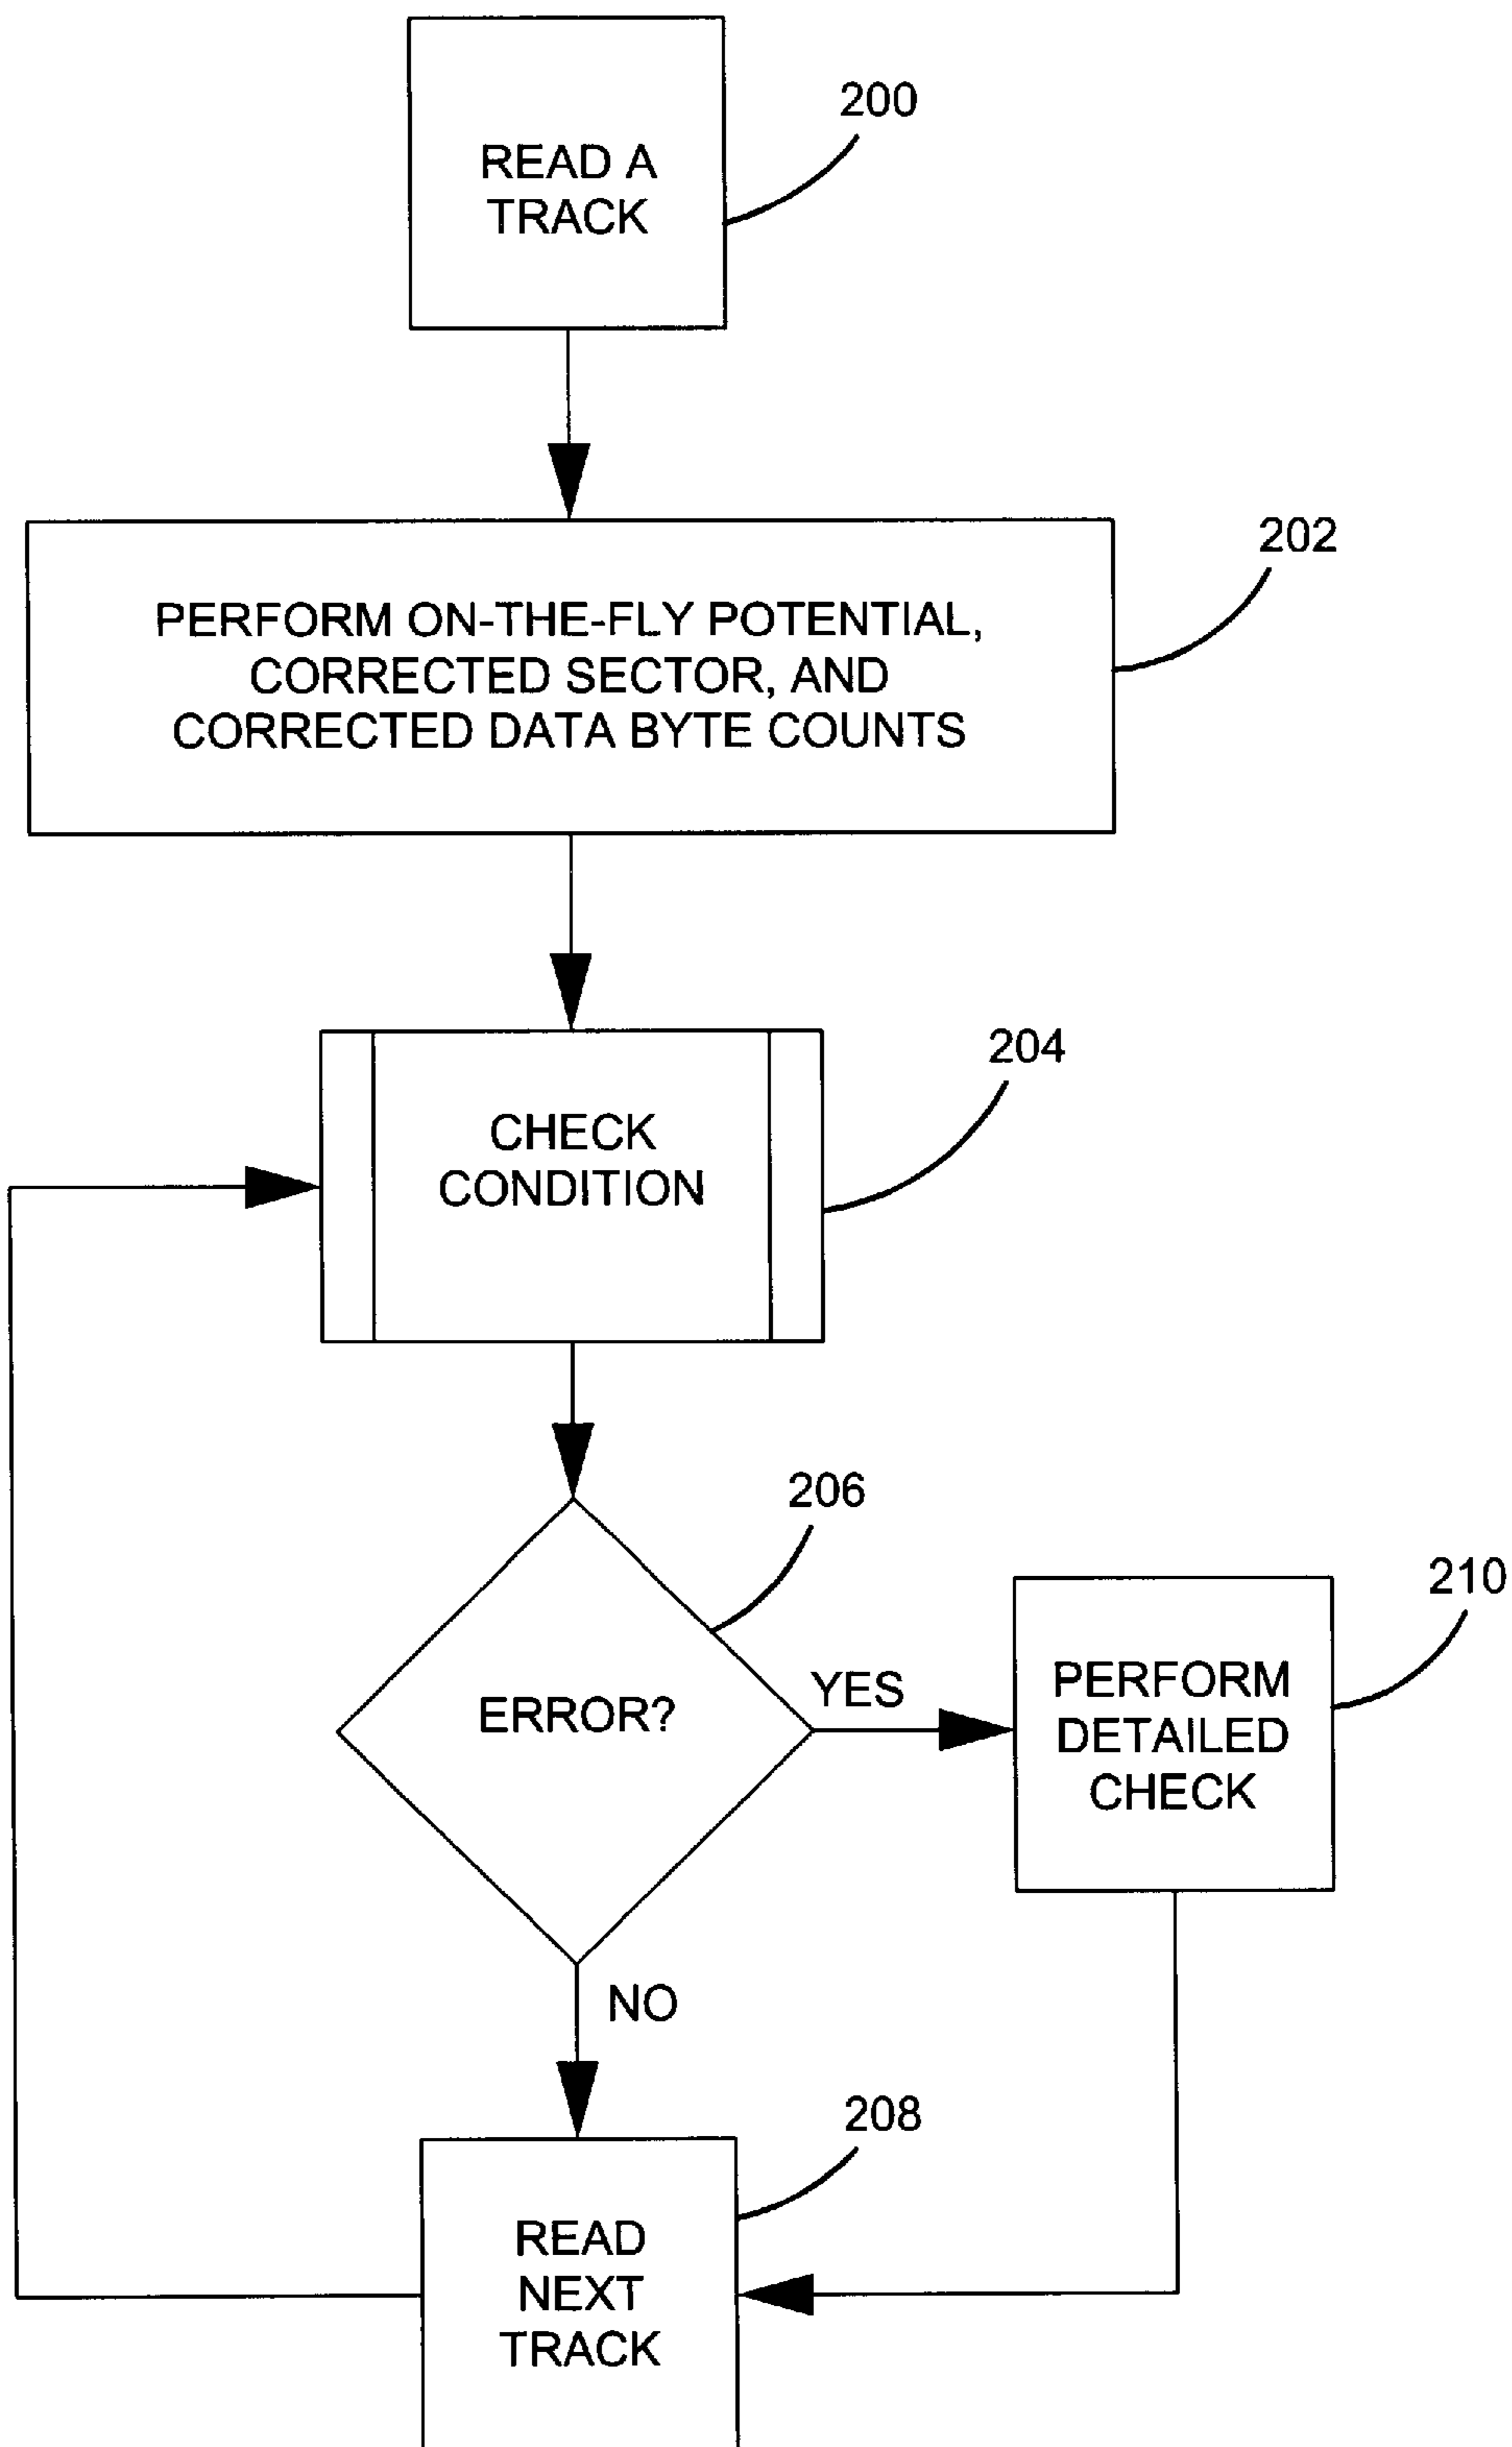 200
READ A
TRACK
202
PERFORM ON-THE-FLY POTENTIAL,
CORRECTED SECTOR, AND
CORRECTED DATA BYTE COUNTS
204
CHECK
CONDITION
206
210
ERROR?
YES
PERFORM
DETAILED
CHECK
NO
208
READ
NEXT
TRACK